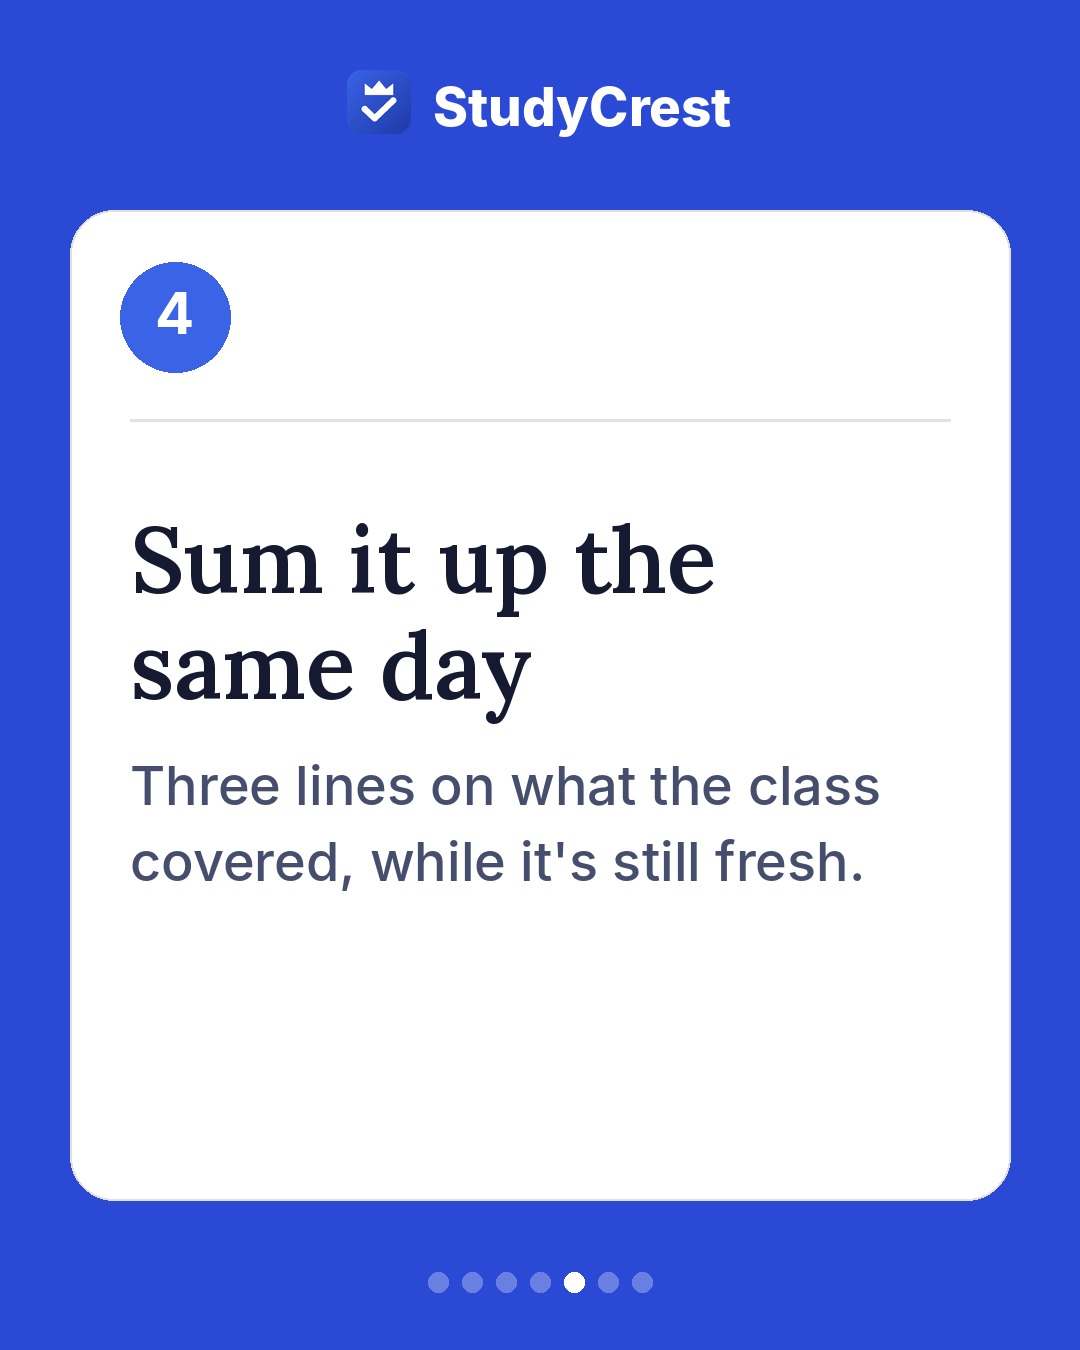 StudyCrest
4
Sum it up the
same day
Three lines on what the class
covered, while it's still fresh.